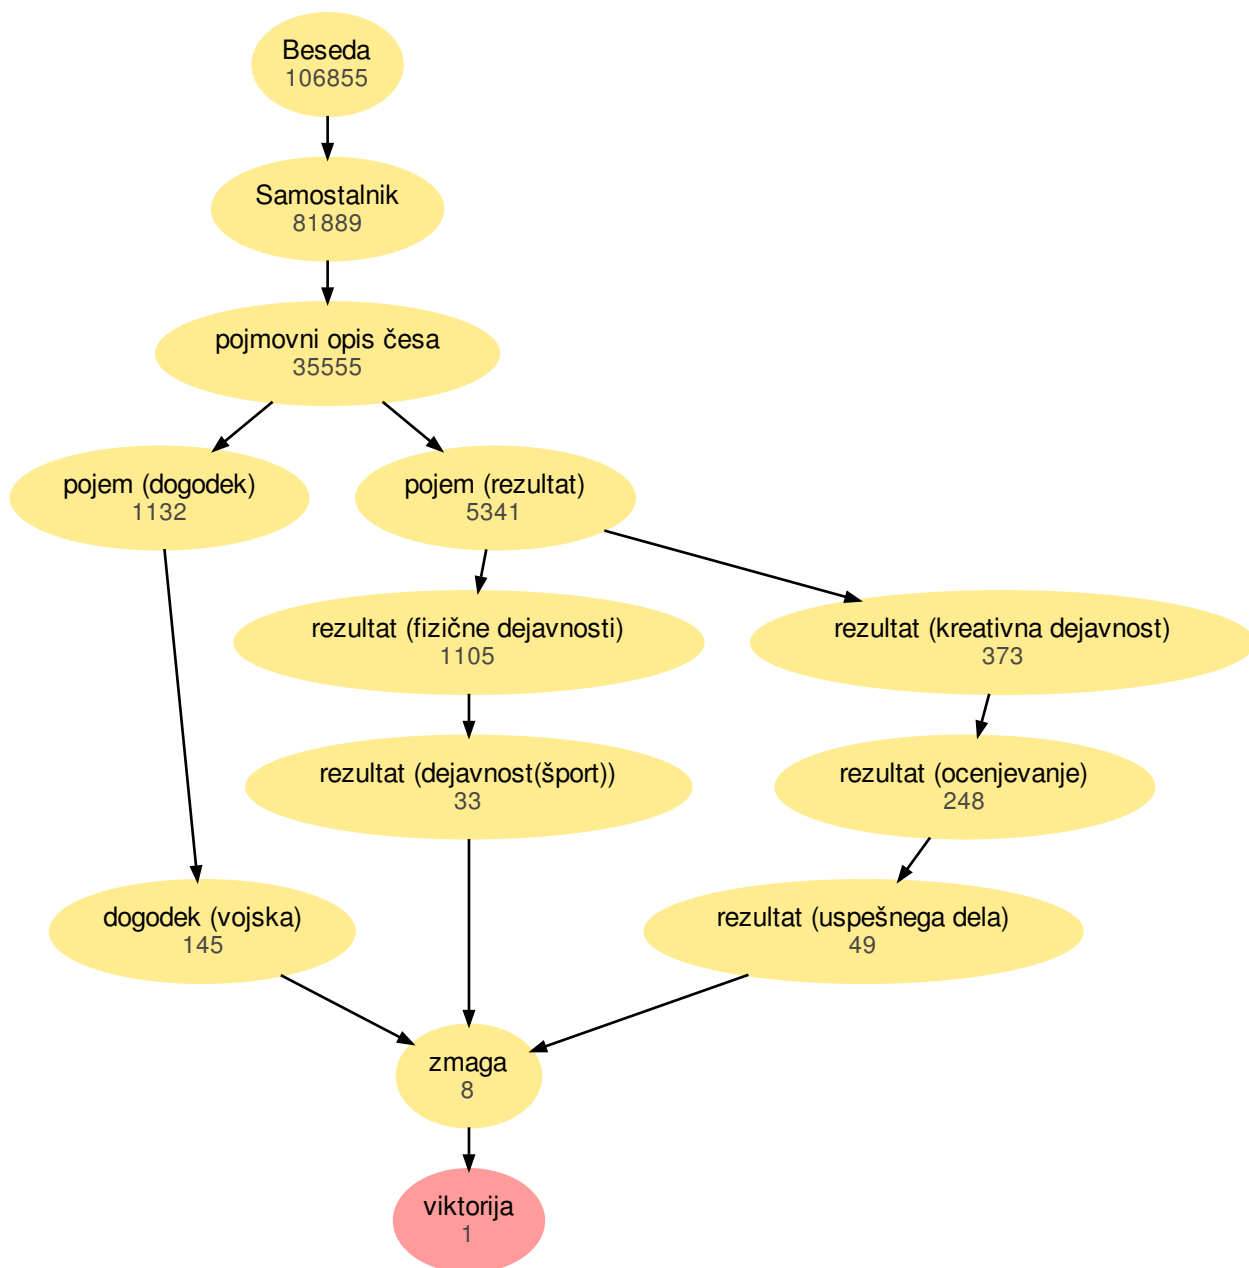 Beseda
106855
Samostalnik
81889
pojmovni opis česa
35555
pojem (dogodek)
1132
pojem (rezultat)
5341
rezultat (fizične dejavnosti)
1105
rezultat (kreativna dejavnost)
373
rezultat (dejavnost(šport))
33
rezultat (ocenjevanje)
248
dogodek (vojska)
145
rezultat (uspešnega dela)
49
zmaga
8
viktorija
1